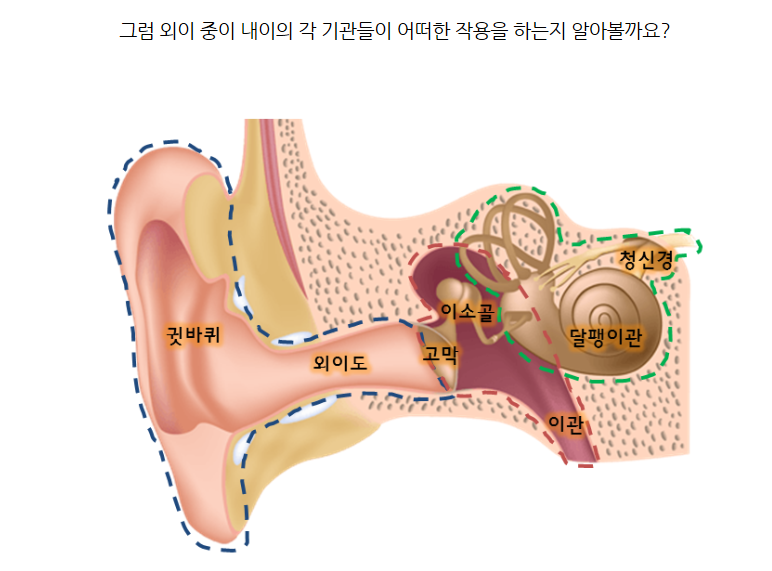 그럼 외이 중이 내이의 각 기관들이 어떠한 작용을 하는지 알아볼까요?
청신경
이소골
귓바퀴
달팽이관
고막
외이도
이관